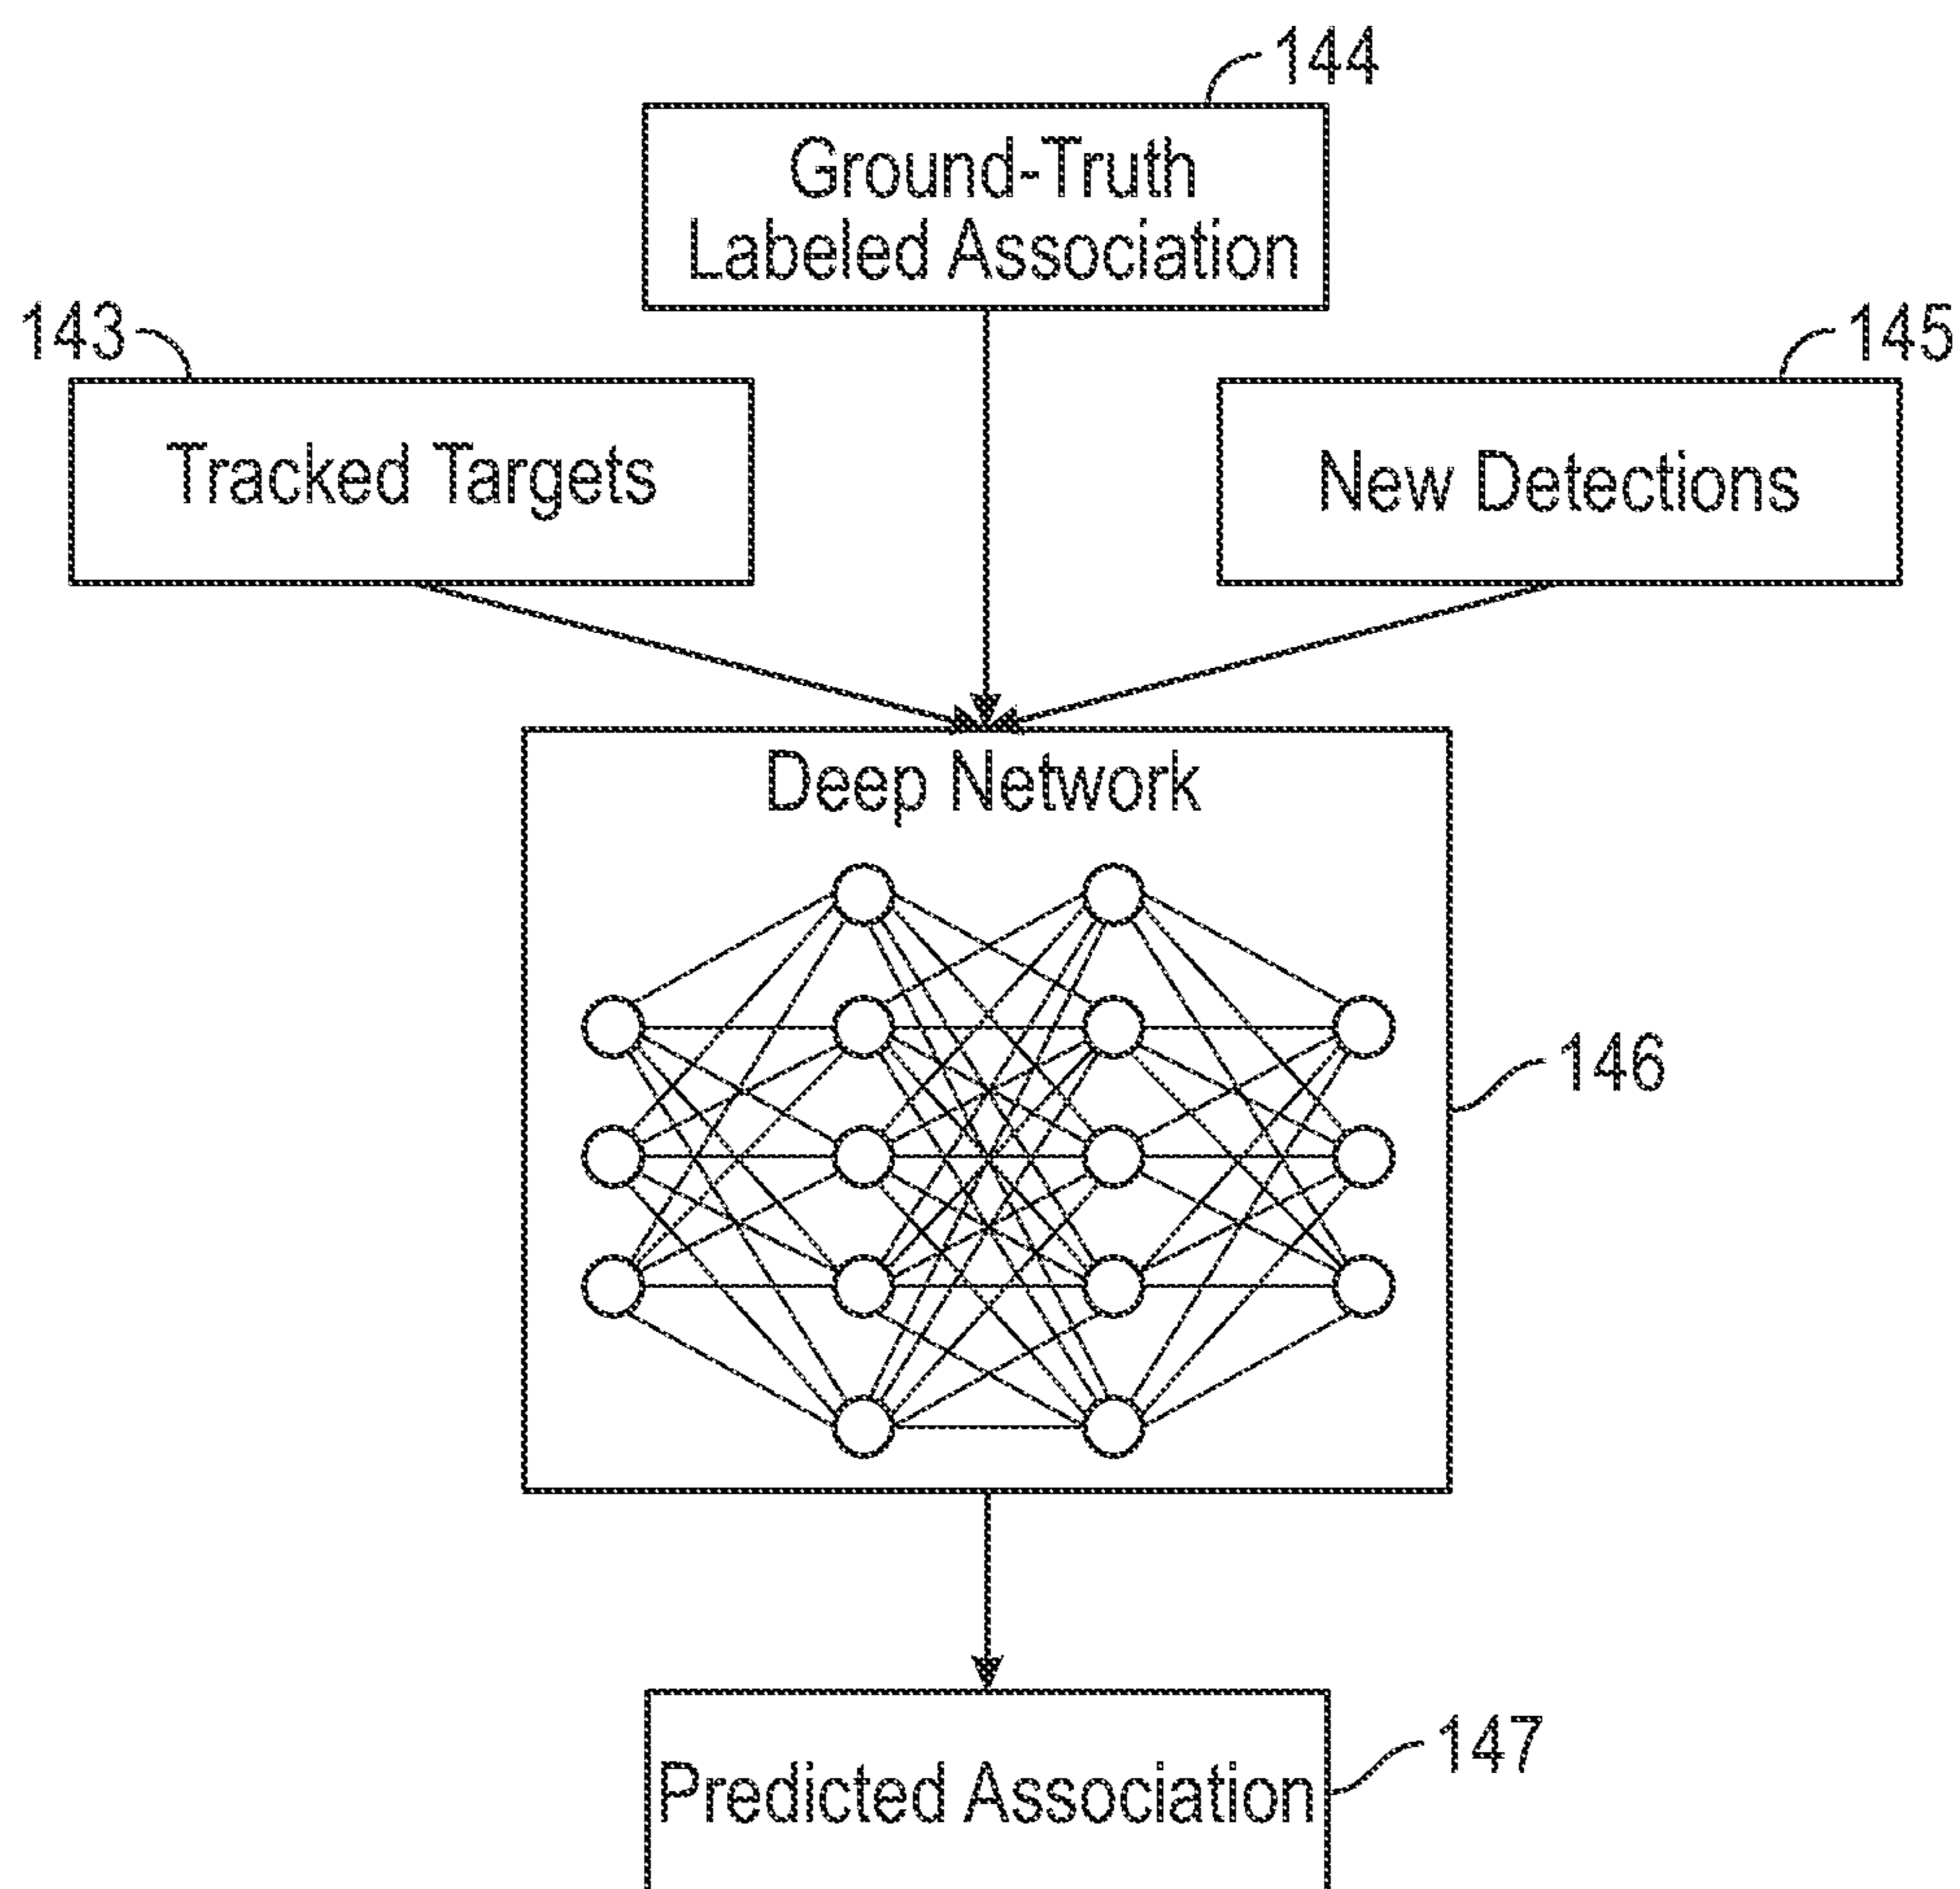 144
Ground-Truth
Labeled Association
143
145
Tracked Targets
New Detections
Deep Network
146
147
Predicted Association